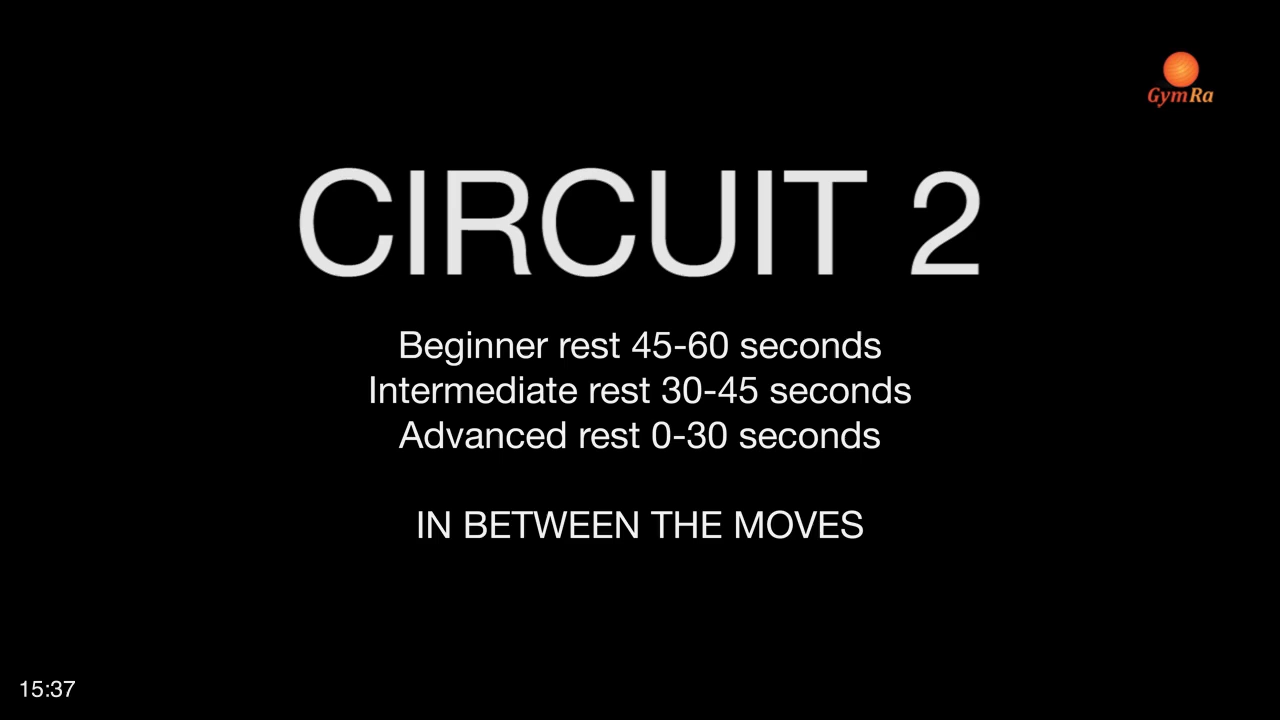 GymRa
CIRCUIT 2
Beginner rest 45-60 seconds
Intermediate rest 30-45 seconds
Advanced rest 0-30 seconds
IN BETWEEN THE MOVES
15:37